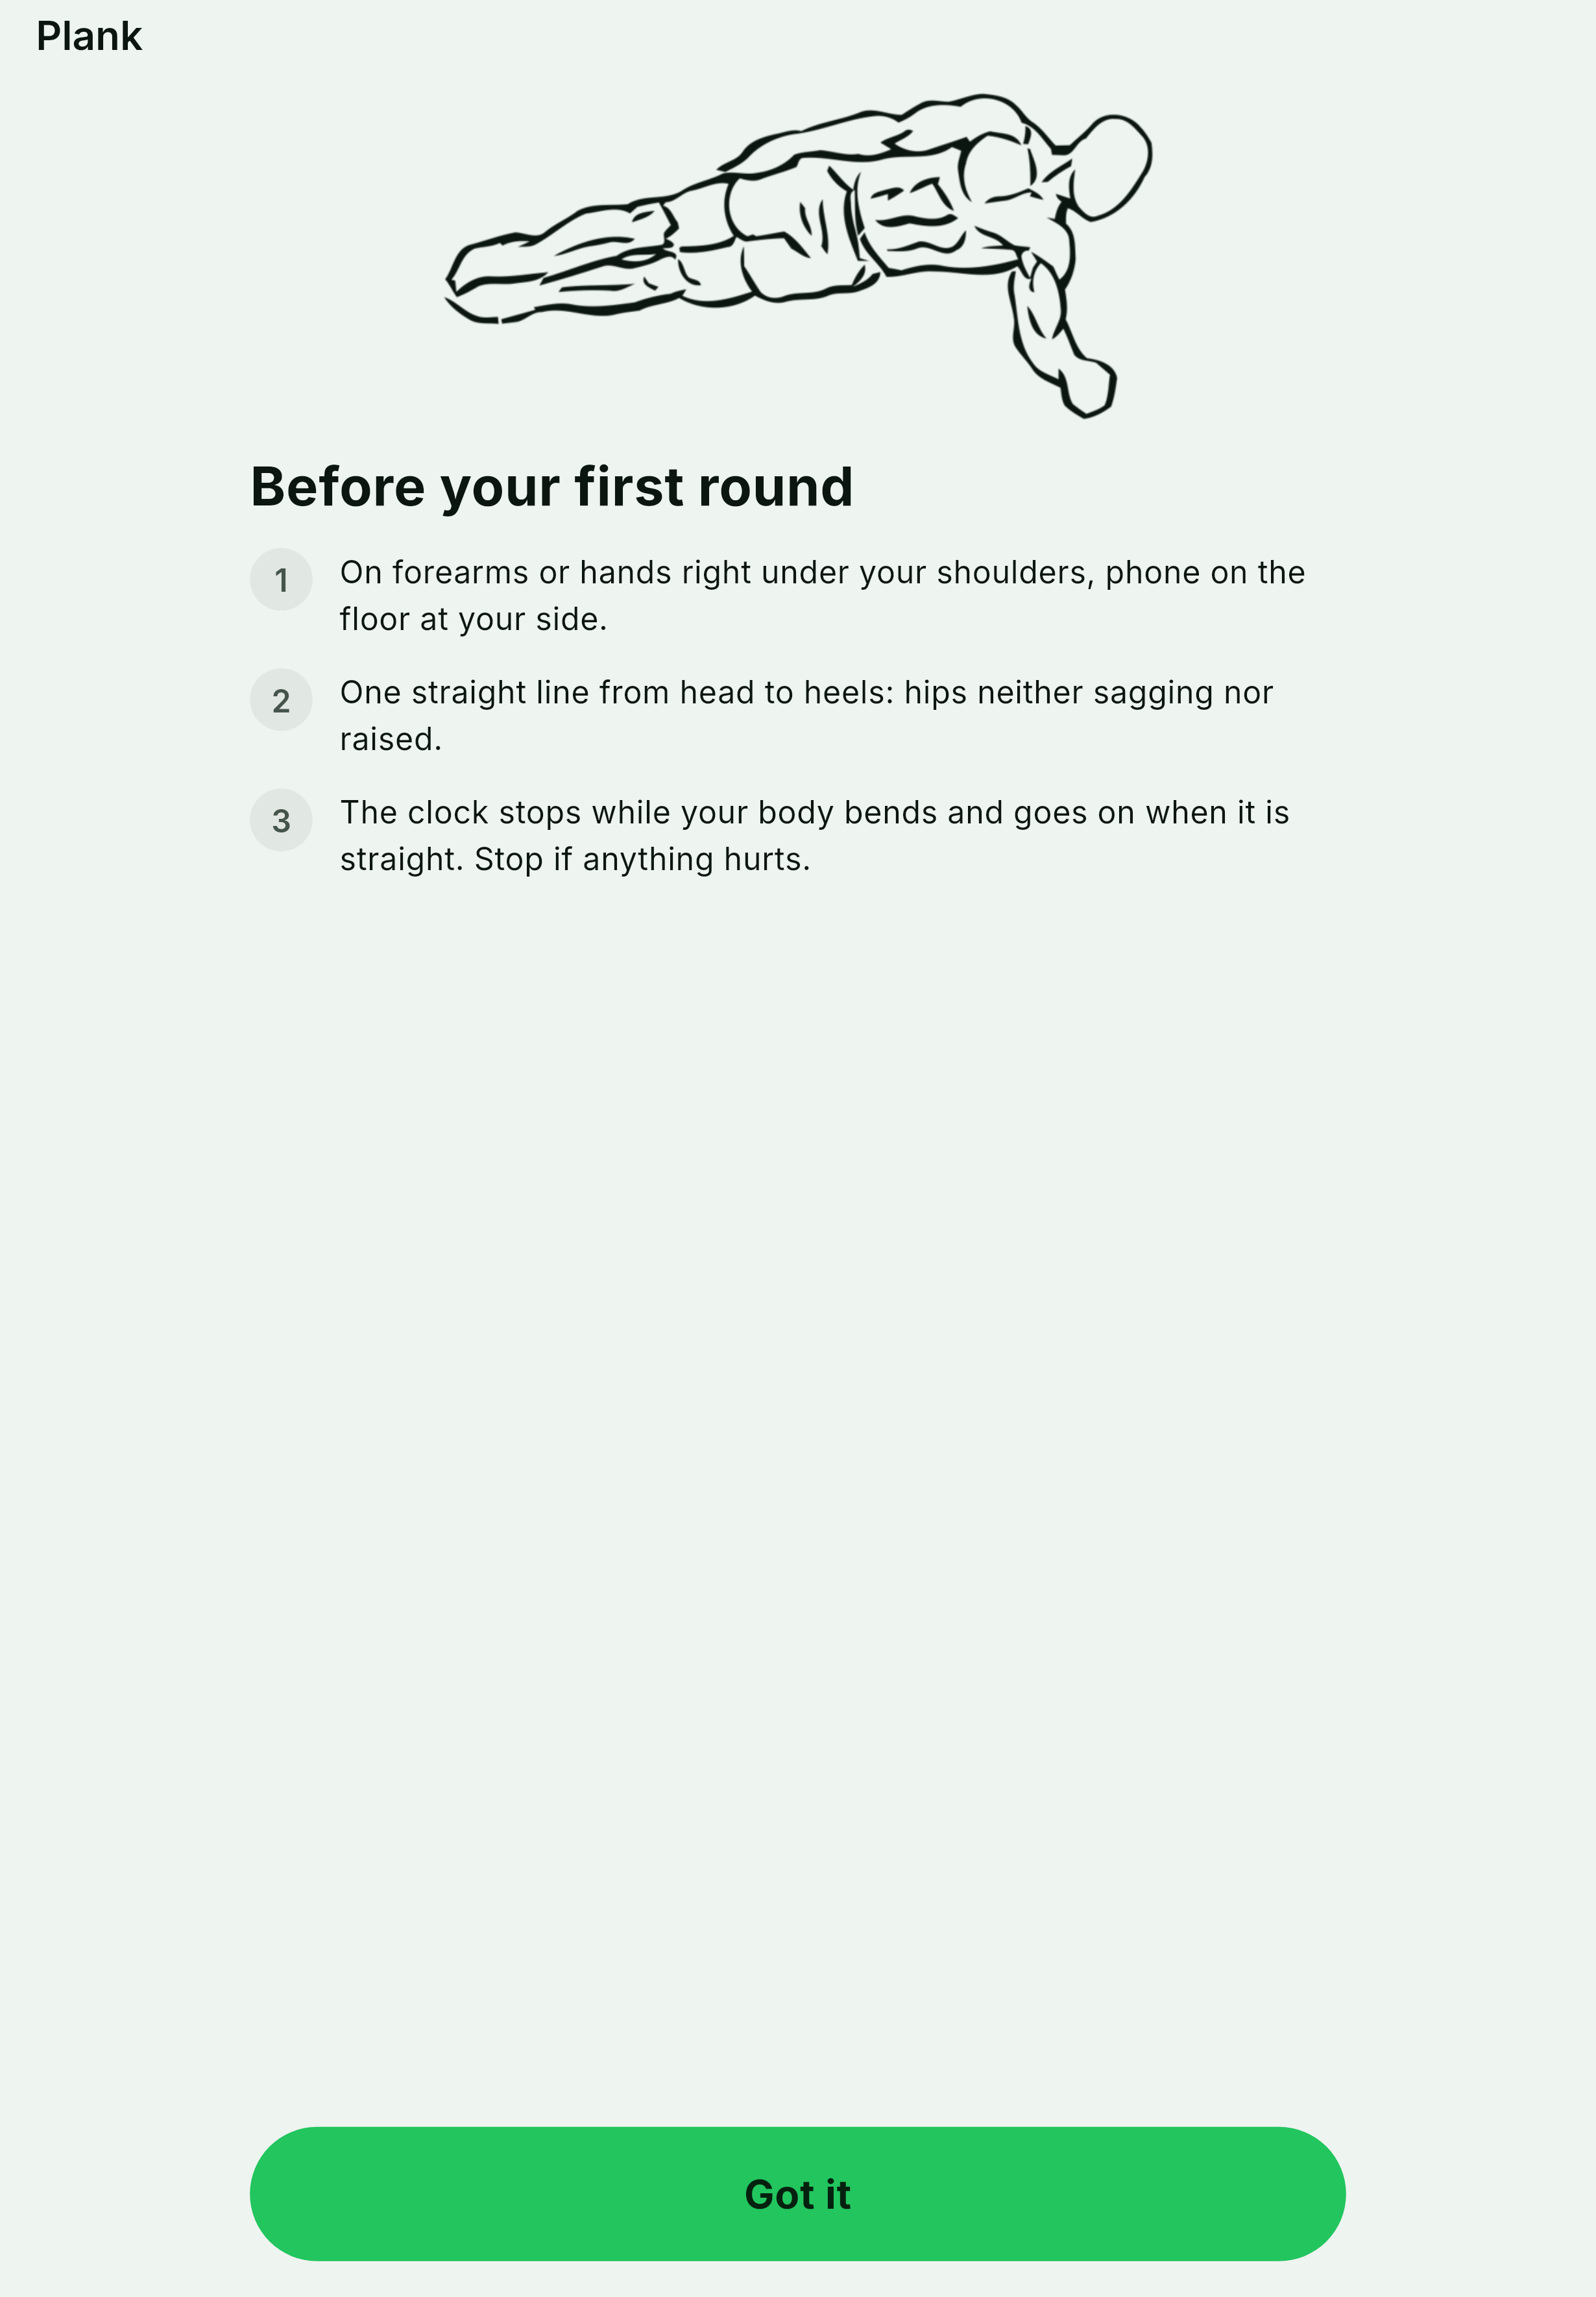 Plank
Before your first round
1
On forearms or hands right under your shoulders, phone on the
floor at your side.
2
One straight line from head to heels: hips neither sagging nor
raised.
3
The clock stops while your body bends and goes on when it is
straight. Stop if anything hurts.
Got it